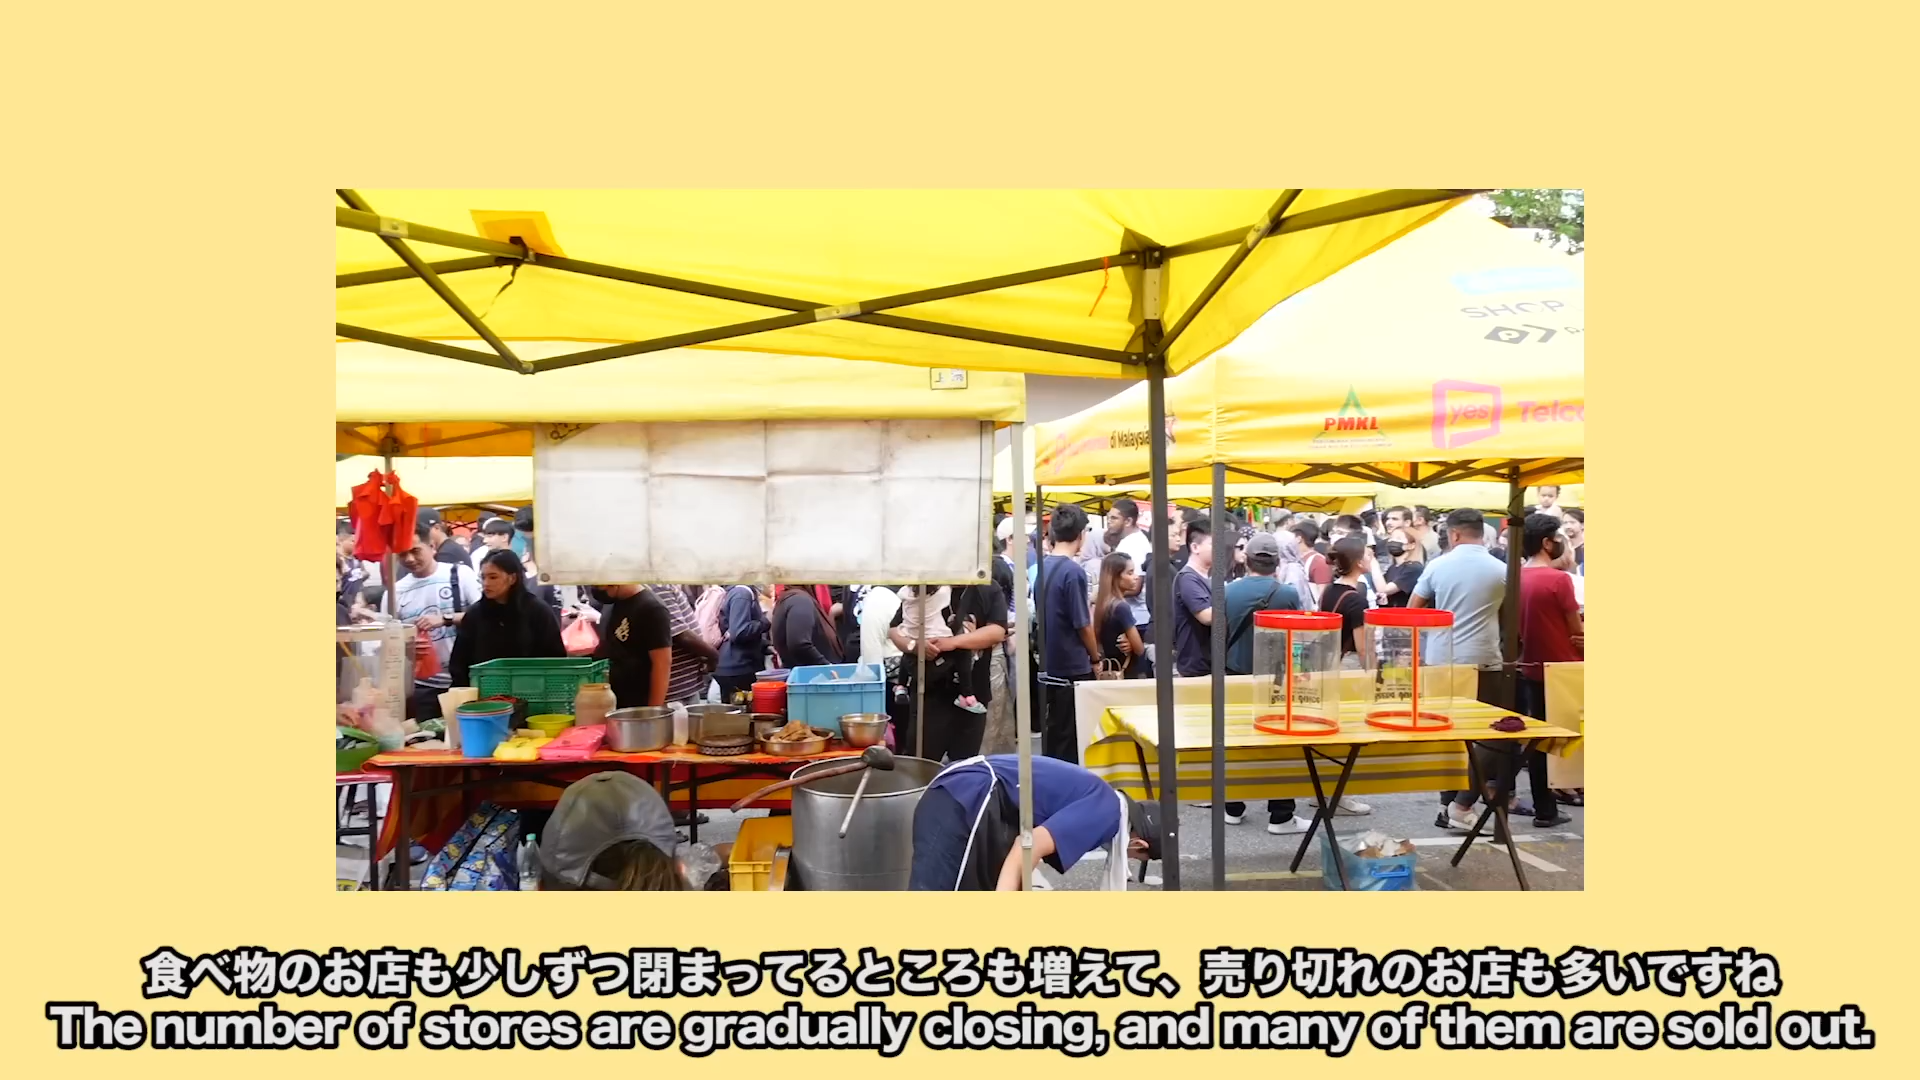 SHOP
PMKL
yes
di Malaysia
食べ物のお店も少しずつ閉まってるところも増えて、売り切れのお店も多いですね
The number of stores are gradually closing, and many of them are sold out.